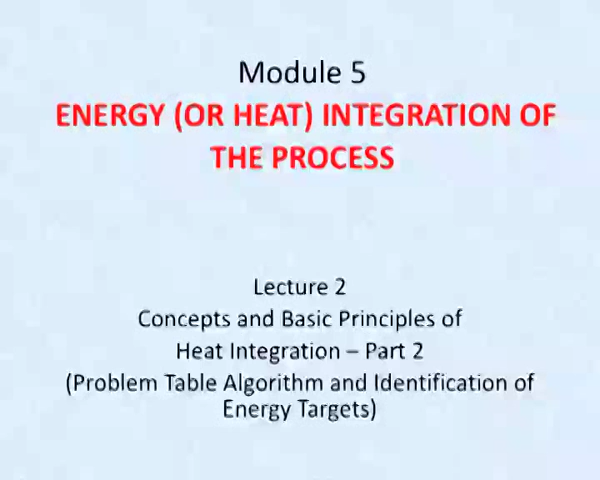 Module 5
ENERGY (OR HEAT) INTEGRATION OF
THE PROCESS
Lecture 2
Concepts and Basic Principles of
Heat Integration – Part 2
(Problem Table Algorithm and Identification of
Energy Targets)